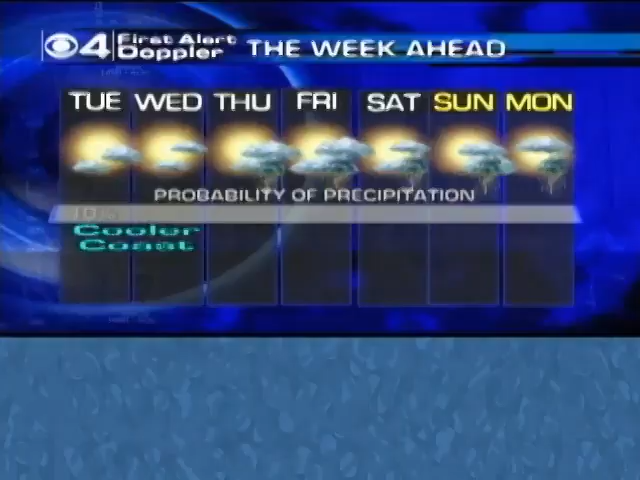 4 First Alert Doppler THE WEEK AHEAD
TUE WED THU FRI SAT SUN MON
PROBABILITY OF PRECIPITATION
10%
Cooler
Coast